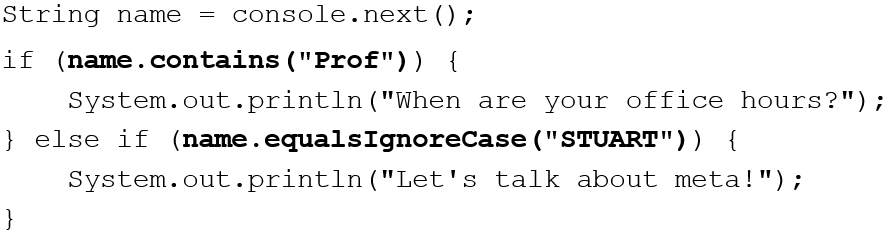 String name = console.next();
if (name.contains("Prof")) {
    System.out.println("When are your office hours?");
} else if (name.equalsIgnoreCase("STUART")) {
    System.out.println("Let's talk about meta!");
}